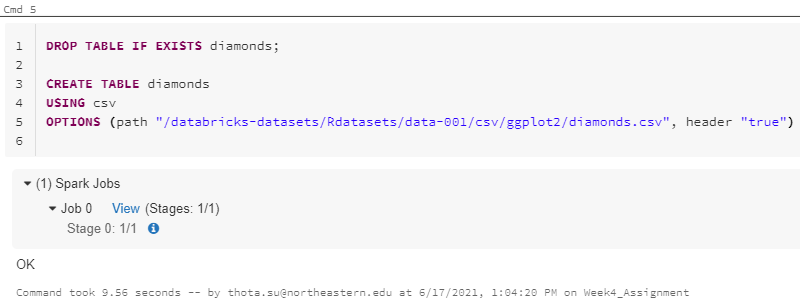 Cmd 5
1 DROP TABLE IF EXISTS diamonds;
2
3 CREATE TABLE diamonds
4 USING csv
5 OPTIONS (path "/databricks-datasets/Rdatasets/data-001/csv/ggplot2/diamonds.csv", header "true")
6
(1) Spark Jobs
Job 0 View (Stages: 1/1)
Stage 0: 1/1 i
OK
Command took 9.56 seconds -- by thota.su@northeastern.edu at 6/17/2021, 1:04:20 PM on Week4_Assignment